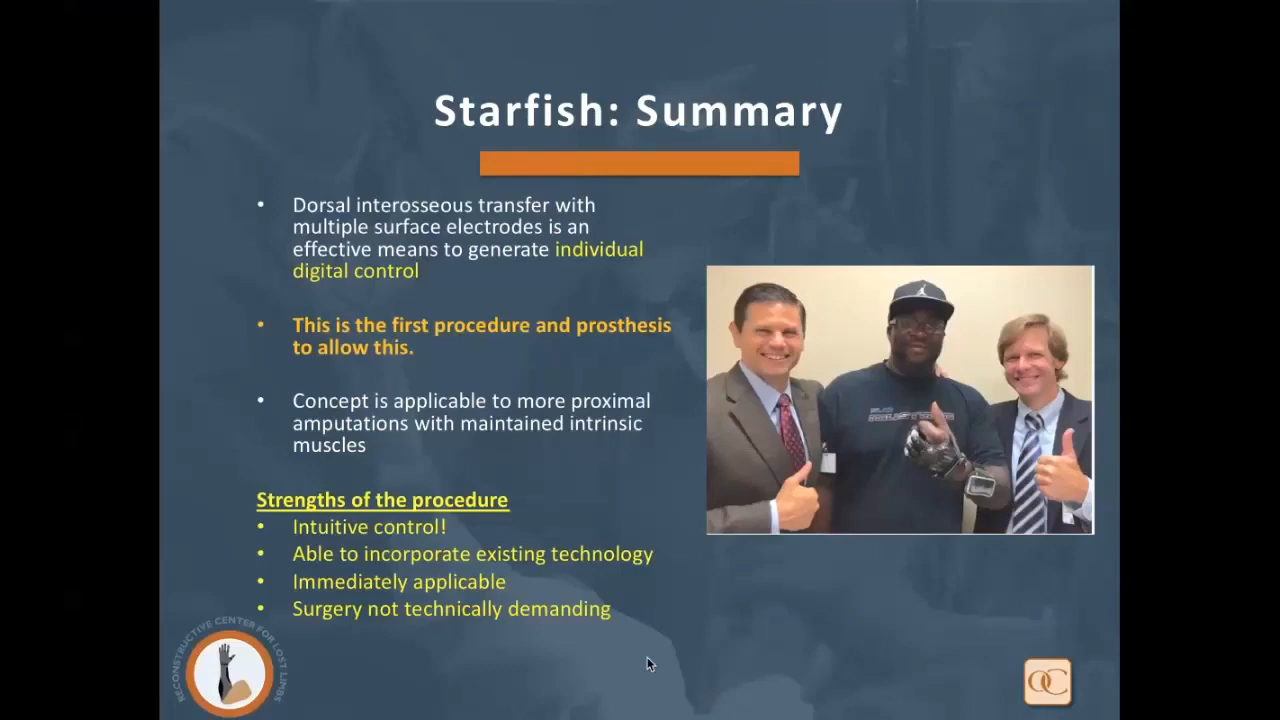 Starfish: Summary
• Dorsal interosseous transfer with
multiple surface electrodes is an
effective means to generate individual
digital control
• This is the first procedure and prosthesis
to allow this.
• Concept is applicable to more proximal
amputations with maintained intrinsic
muscles
Strengths of the procedure
• Intuitive control!
• Able to incorporate existing technology
• Immediately applicable
• Surgery not technically demanding
RECONSTRUCTIVE CENTER FOR LOST LIMBS
OC